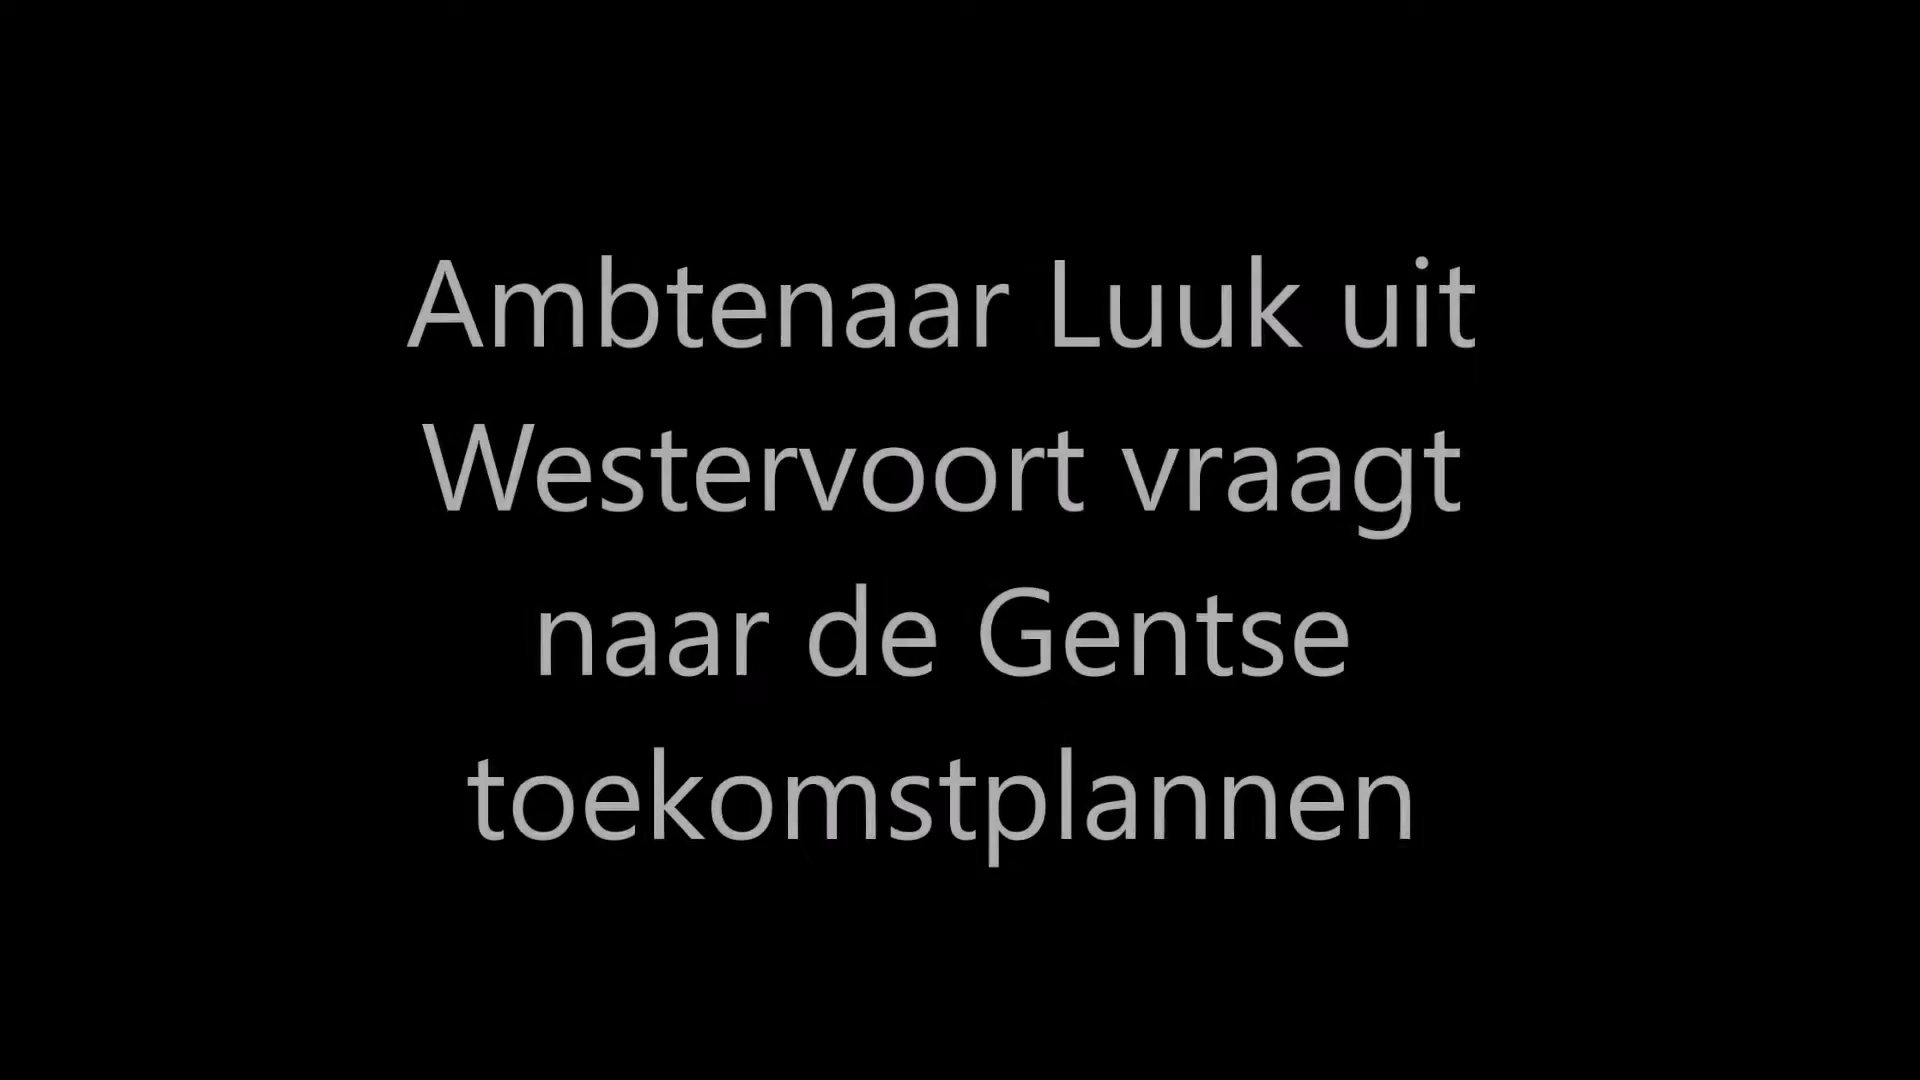 Ambtenaar Luuk uit
Westervoort vraagt
naar de Gentse
toekomstplannen